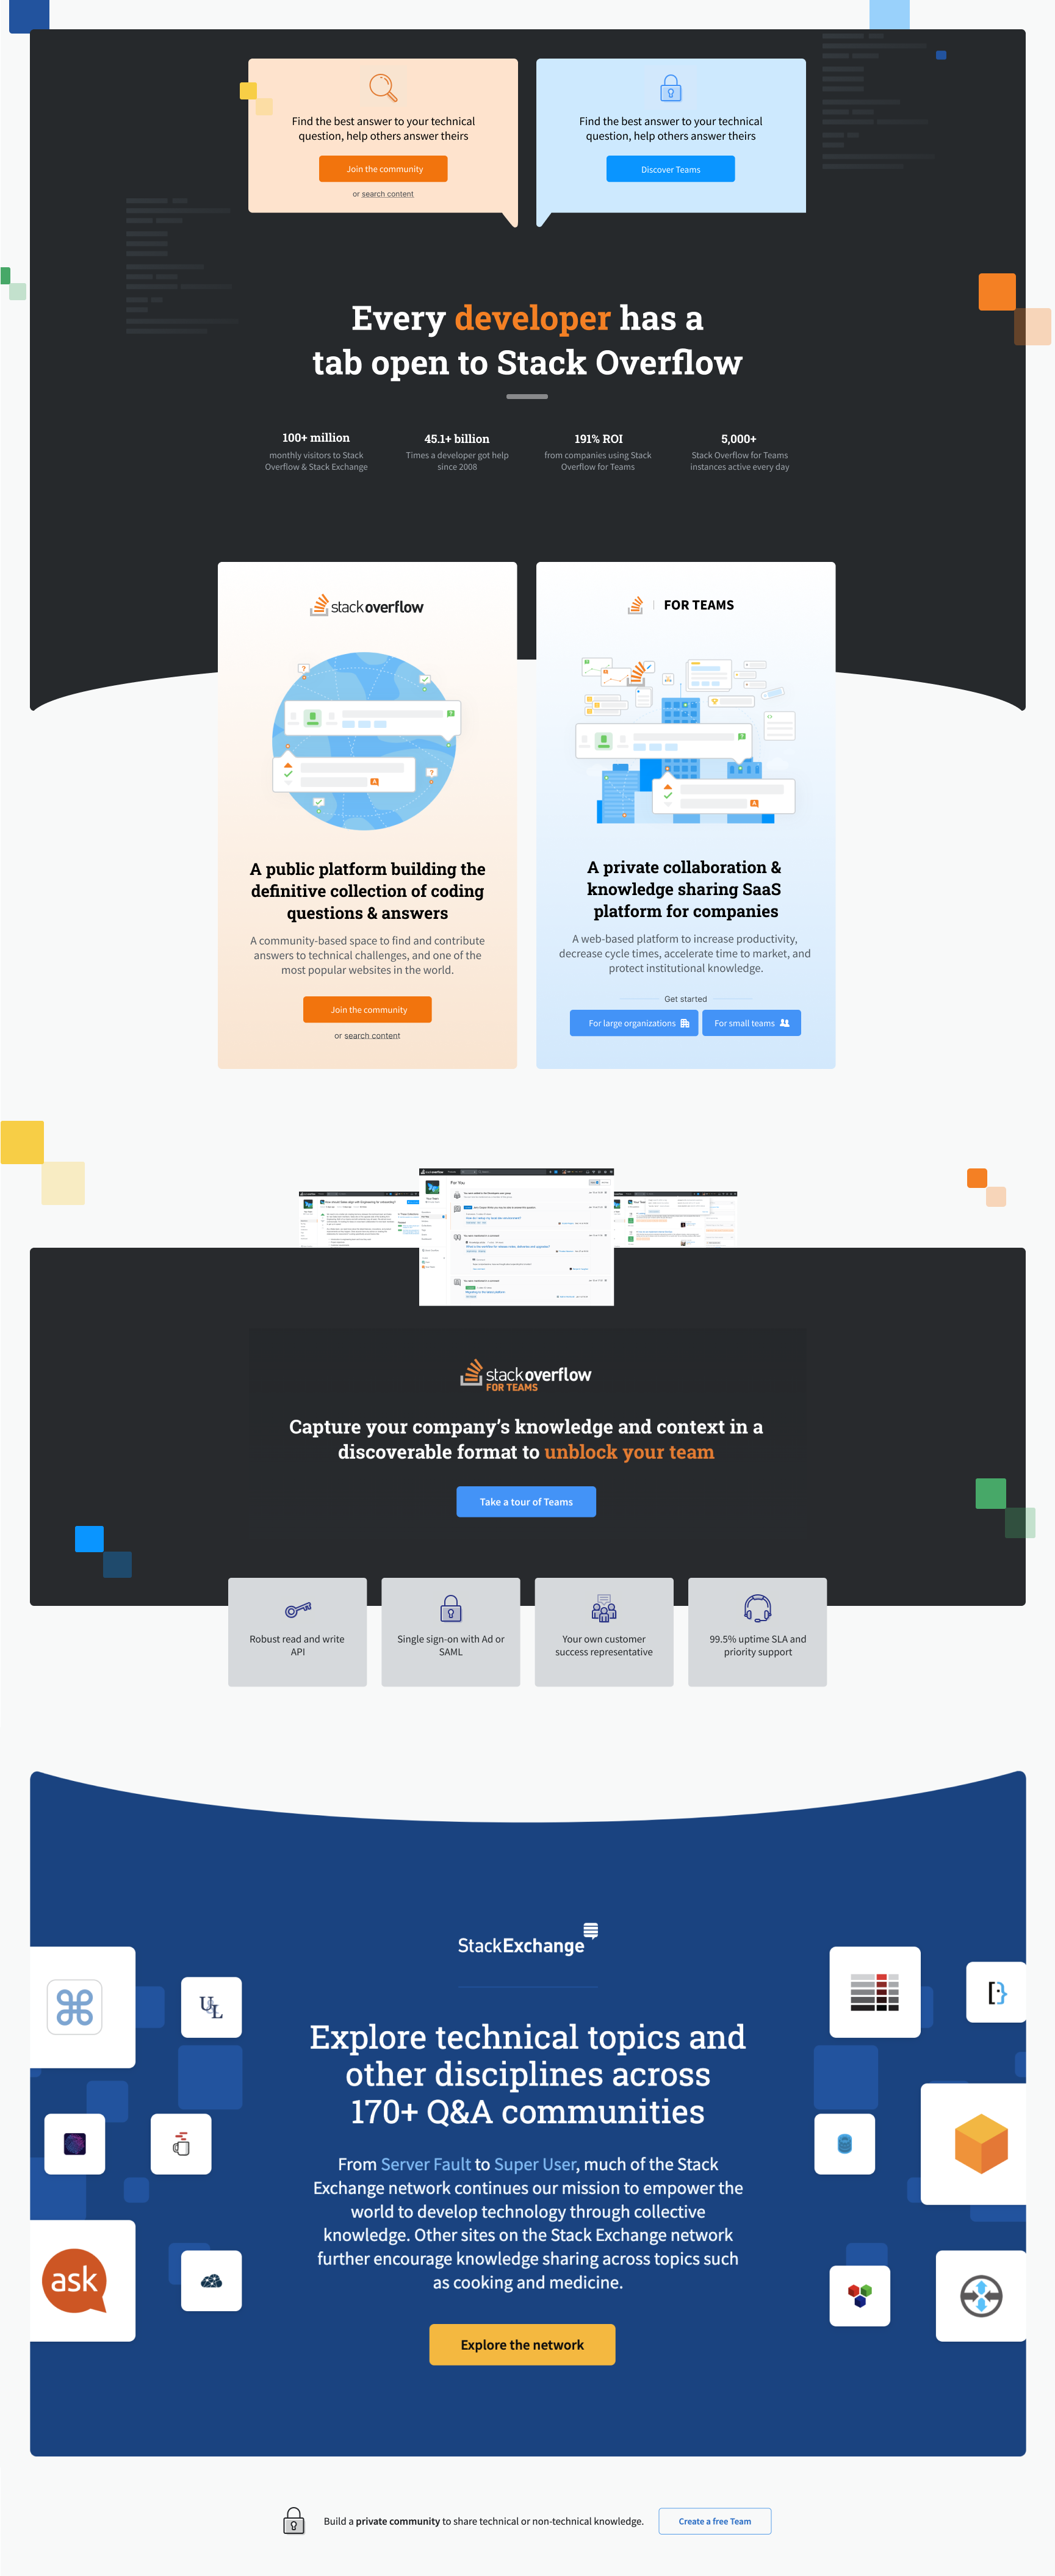 Find the best answer to your technical
question, help others answer theirs
Join the community
or search content
Find the best answer to your technical
question, help others answer theirs
Discover Teams
Every developer has a
tab open to Stack Overflow
100+ million
monthly visitors to Stack
Overflow & Stack Exchange
45.1+ billion
Times a developer got help
since 2008
191% ROI
from companies using Stack
Overflow for Teams
5,000+
Stack Overflow for Teams
instances active every day
stackoverflow
A public platform building the
definitive collection of coding
questions & answers
A community-based space to find and contribute
answers to technical challenges, and one of the
most popular websites in the world.
Join the community
or search content
FOR TEAMS
A private collaboration &
knowledge sharing SaaS
platform for companies
A web-based platform to increase productivity,
decrease cycle times, accelerate time to market, and
protect institutional knowledge.
Get started
For large organizations
For small teams
For You
stackoverflow
FOR TEAMS
Capture your company’s knowledge and context in a
discoverable format to unblock your team
Take a tour of Teams
Robust read and write
API
Single sign-on with Ad or
SAML
Your own customer
success representative
99.5% uptime SLA and
priority support
StackExchange
UL
ask
Explore technical topics and
other disciplines across
170+ Q&A communities
From Server Fault to Super User, much of the Stack
Exchange network continues our mission to empower the
world to develop technology through collective
knowledge. Other sites on the Stack Exchange network
further encourage knowledge sharing across topics such
as cooking and medicine.
Explore the network
Build a private community to share technical or non-technical knowledge.
Create a free Team